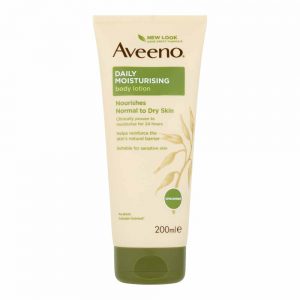 NEW LOOK
Aveeno.
DAILY
MOISTURISING
body lotion
Nourishes
Normal to Dry Skin
Clinically proven to
moisturise for 24 hours
Helps reinforce the
skin's natural barrier
Suitable for sensitive skin
200ml e